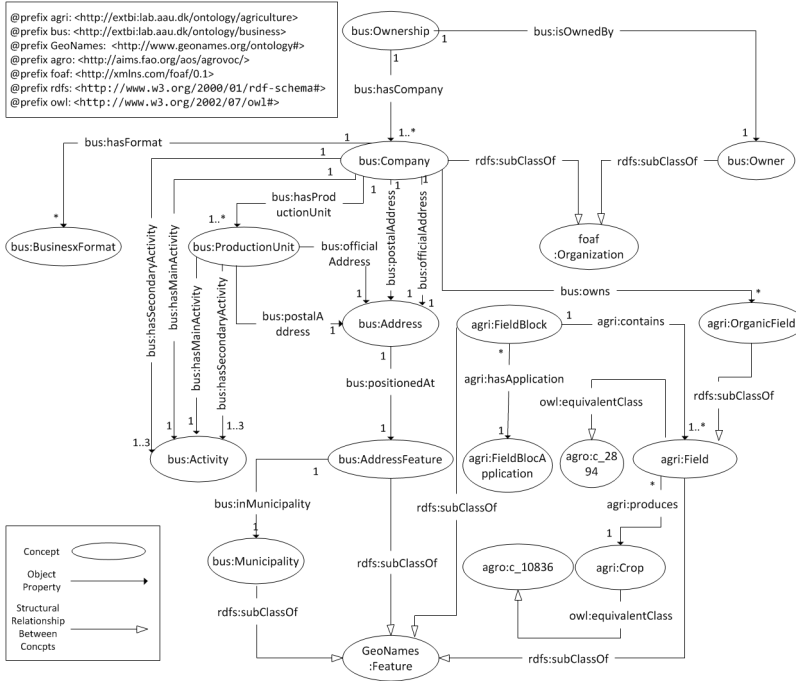 @prefix agri: <http://extbi:lab.aau.dk/ontology/agriculture>
@prefix bus: <http://extbi:lab.aau.dk/ontology/business>
@prefix GeoNames: <http://www.geonames.org/ontology#>
@prefix agro: <http://aims.fao.org/aos/agrovoc/>
@prefix foaf: <http://xmlns.com/foaf/0.1>
@prefix rdfs: <http://www.w3.org/2000/01/rdf-schema#>
@prefix owl: <http://www.w3.org/2002/07/owl#>
bus:Ownership
1
bus:isOwnedBy
1
bus:hasCompany
1..*
1
bus:hasFormat
1
bus:Company
1
1
1
1
1
1
rdfs:subClassOf
rdfs:subClassOf
bus:Owner
*
bus:BusinesxFormat
bus:hasSecondaryActivity
bus:hasMainActivity
bus:hasProd
uctionUnit
1..*
bus:ProductionUnit
bus:postalAddress
bus:officialAddress
bus:official
Address
foaf
:Organization
bus:owns
*
1
1
1
bus:hasMainActivity
bus:hasSecondaryActivity
bus:postalA
ddress
1
bus:Address
1
agri:FieldBlock
1
agri:contains
agri:OrganicField
*
bus:positionedAt
agri:hasApplication
owl:equivalentClass
rdfs:subClassOf
1
1..3
1
1..3
bus:Activity
1
bus:AddressFeature
1
1
agri:FieldBlocA
pplication
agro:c_28
94
1..*
agri:Field
*
bus:inMunicipality
rdfs:subClassOf
agri:produces
1
bus:Municipality
rdfs:subClassOf
agro:c_10836
1
agri:Crop
rdfs:subClassOf
owl:equivalentClass
GeoNames
:Feature
rdfs:subClassOf
Concept
Object
Property
Structural
Relationship
Between
Concpts